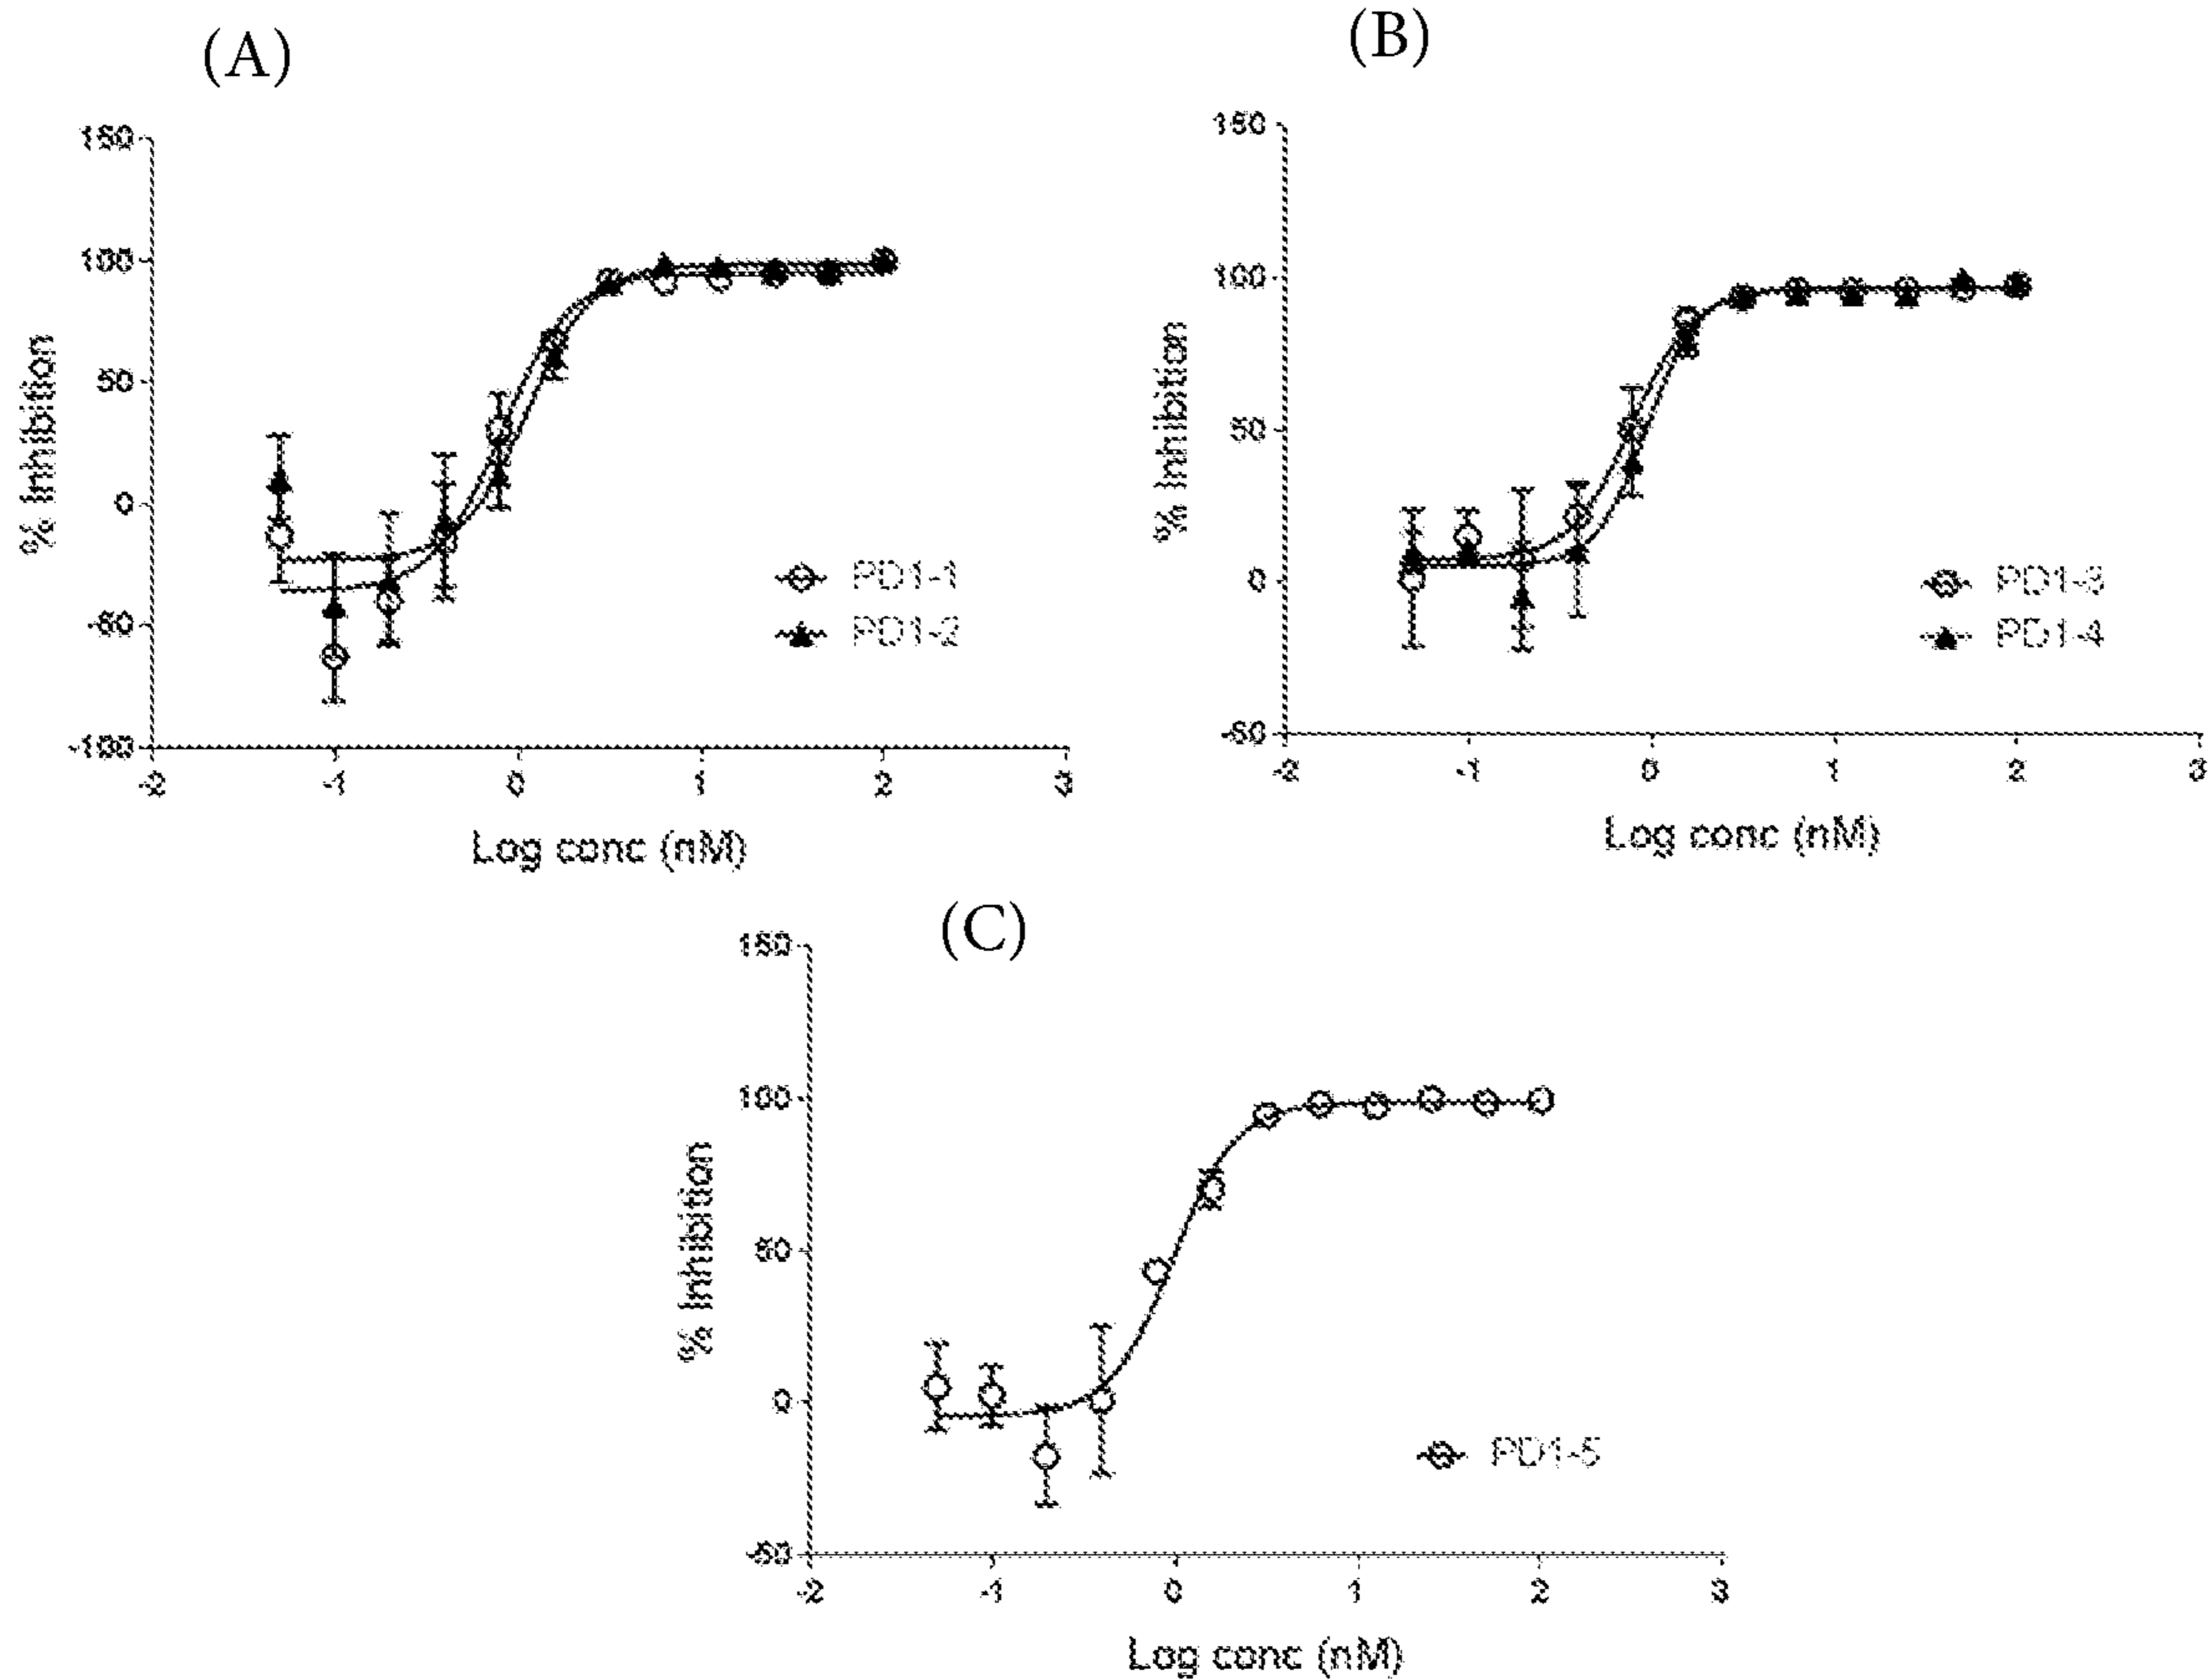 (A)
150
100
50
0
-50
-100
-2 -1 0 1 2 3
% Inhibition
Log conc (nM)
PD1-1
PD1-2
(B)
150
100
50
0
-50
-2 -1 0 1 2 3
% Inhibition
Log conc (nM)
PD1-3
PD1-4
(C)
150
100
50
0
-50
-2 -1 0 1 2 3
% Inhibition
Log conc (nM)
PD1-5